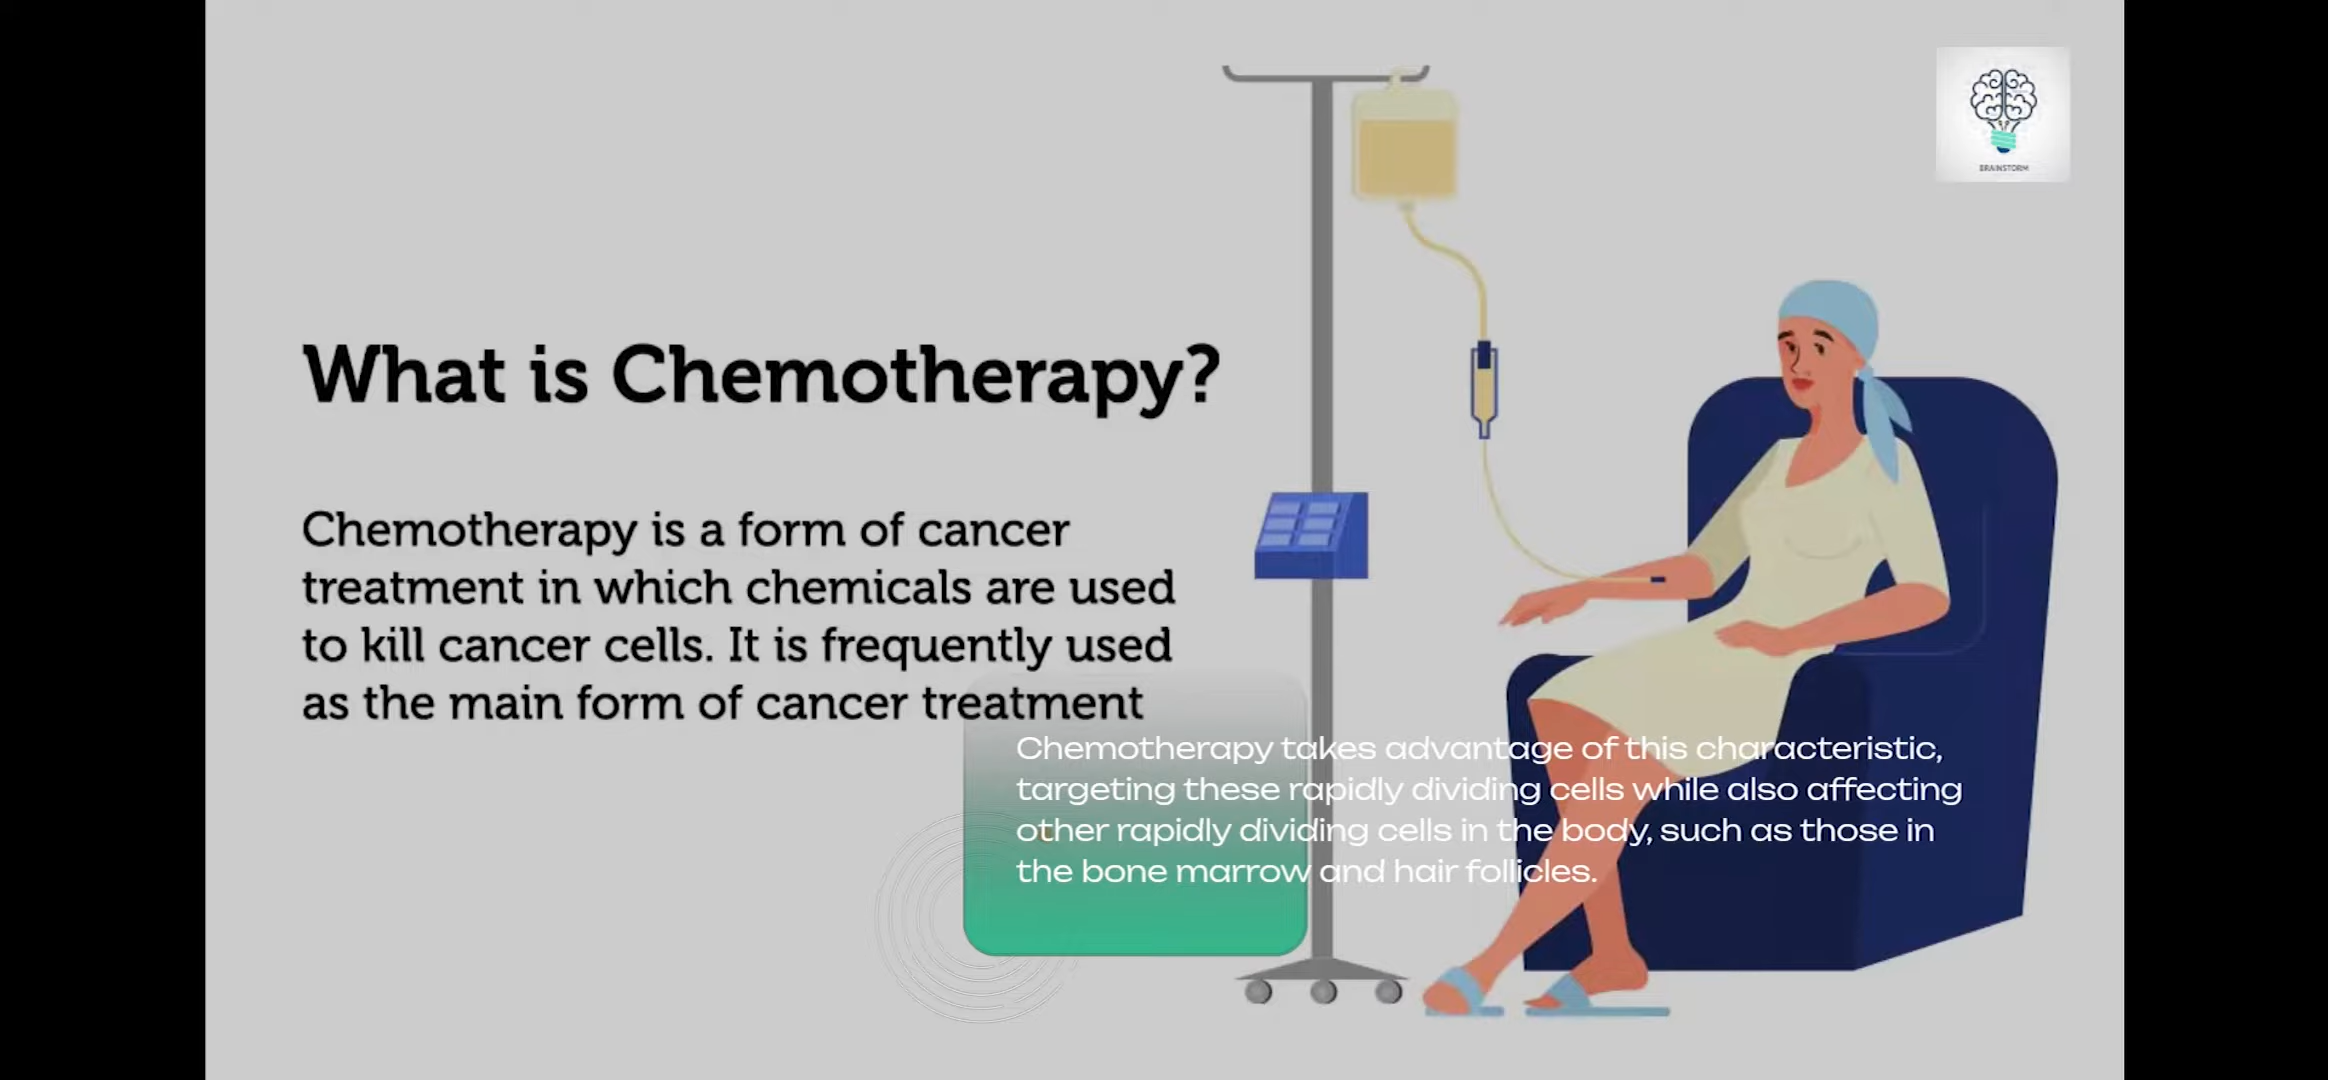 BRAINSTORM
What is Chemotherapy?
Chemotherapy is a form of cancer
treatment in which chemicals are used
to kill cancer cells. It is frequently used
as the main form of cancer treatment
Chemotherapy takes advantage of this characteristic,
targeting these rapidly dividing cells while also affecting
other rapidly dividing cells in the body, such as those in
the bone marrow and hair follicles.